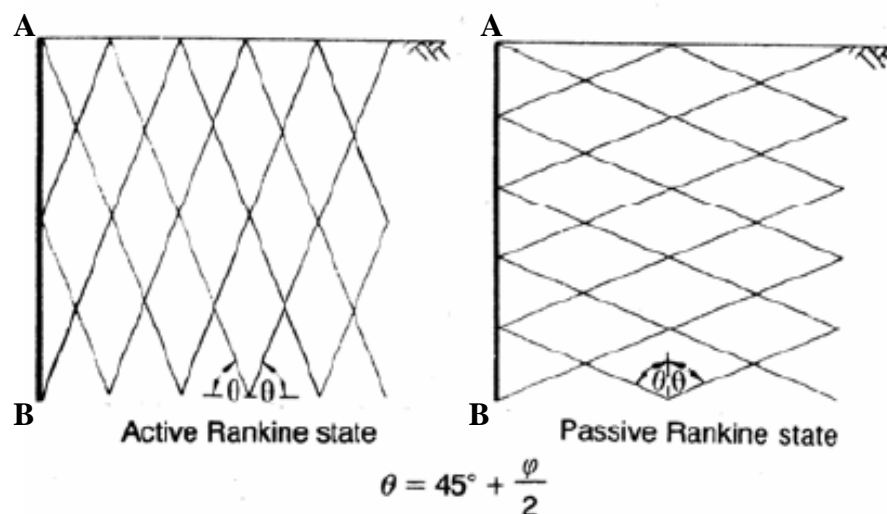 A A
θ θ θ θ
B B
Active Rankine state Passive Rankine state
θ = 45° + φ/2